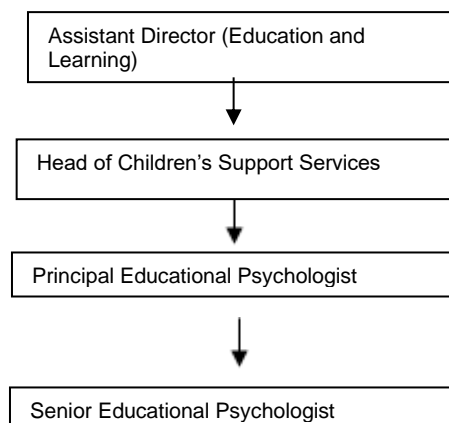 Assistant Director (Education and
Learning)
Head of Children's Support Services
Principal Educational Psychologist
Senior Educational Psychologist